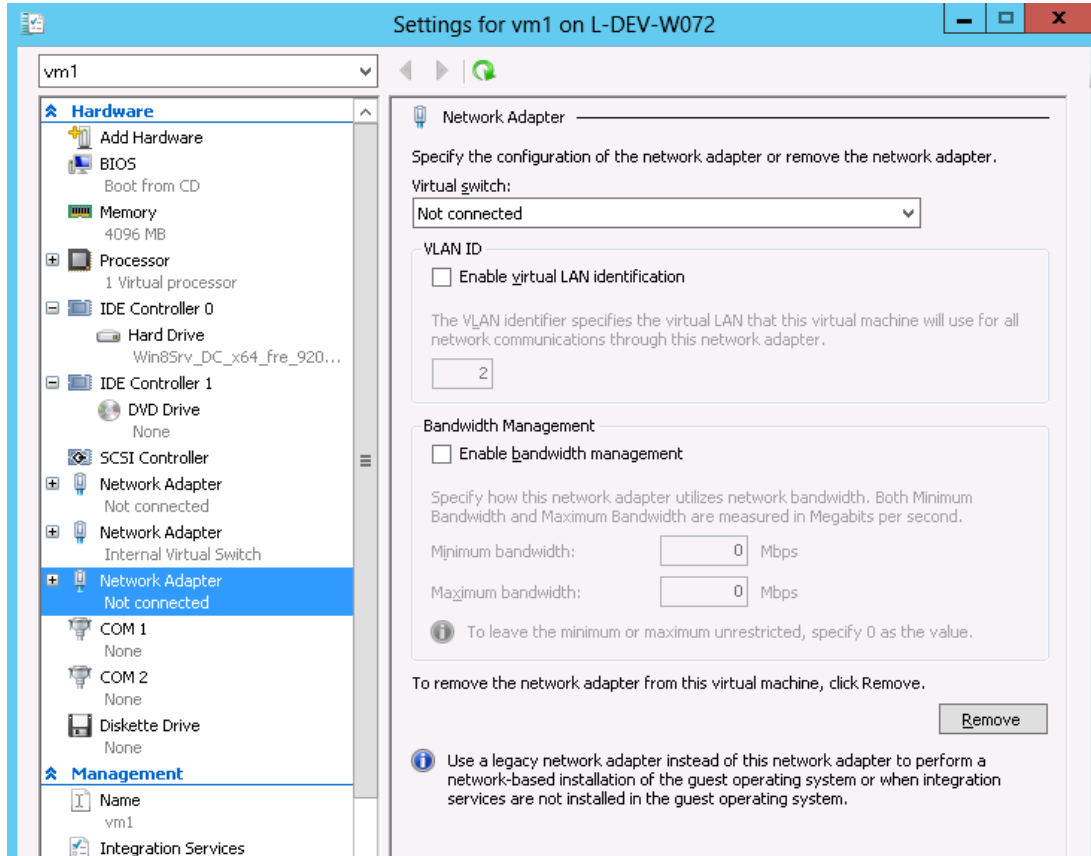 Settings for vm1 on L-DEV-W072
vm1
Hardware
Add Hardware
BIOS
Boot from CD
Memory
4096 MB
Processor
1 Virtual processor
IDE Controller 0
Hard Drive
Win8Srv_DC_x64_fre_920...
IDE Controller 1
DVD Drive
None
SCSI Controller
Network Adapter
Not connected
Network Adapter
Internal Virtual Switch
Network Adapter
Not connected
COM 1
None
COM 2
None
Diskette Drive
None
Management
Name
vm1
Integration Services
Network Adapter
Specify the configuration of the network adapter or remove the network adapter.
Virtual switch:
Not connected
VLAN ID
Enable virtual LAN identification
The VLAN identifier specifies the virtual LAN that this virtual machine will use for all
network communications through this network adapter.
2
Bandwidth Management
Enable bandwidth management
Specify how this network adapter utilizes network bandwidth. Both Minimum
Bandwidth and Maximum Bandwidth are measured in Megabits per second.
Minimum bandwidth: 0 Mbps
Maximum bandwidth: 0 Mbps
To leave the minimum or maximum unrestricted, specify 0 as the value.
To remove the network adapter from this virtual machine, click Remove.
Remove
Use a legacy network adapter instead of this network adapter to perform a
network-based installation of the guest operating system or when integration
services are not installed in the guest operating system.